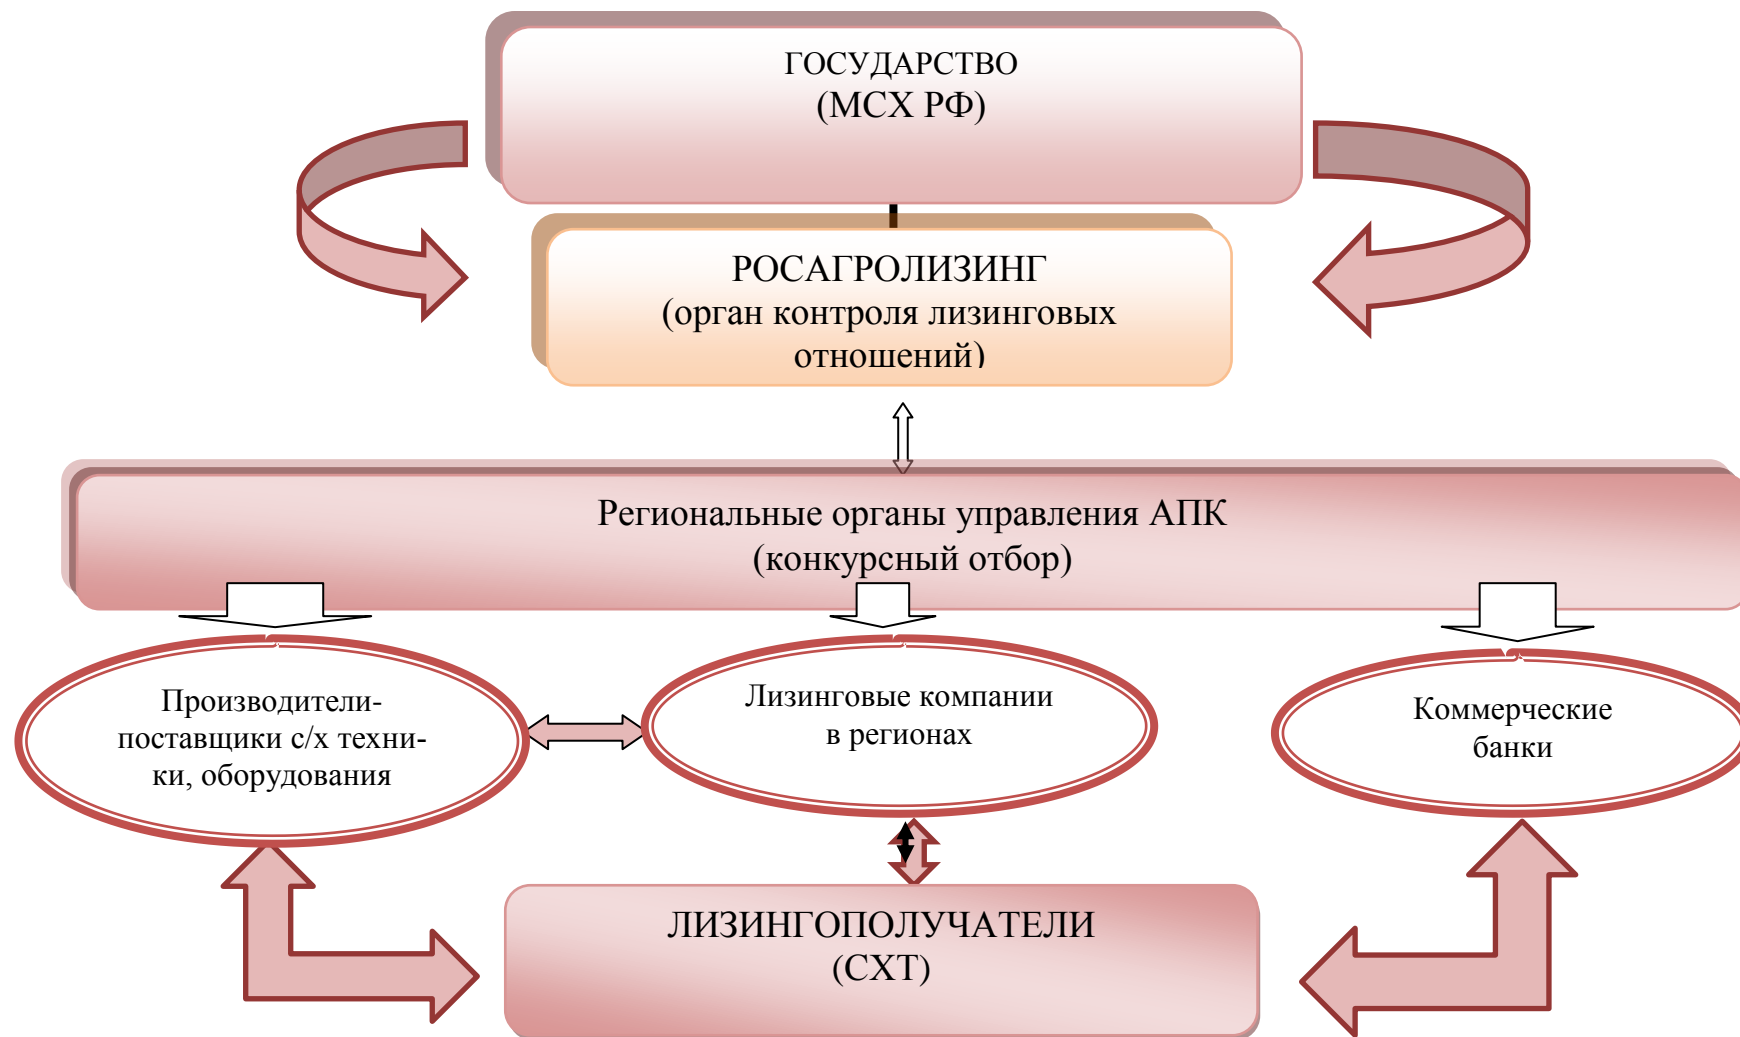 ГОСУДАРСТВО
(МСХ РФ)
РОСАГРОЛИЗИНГ
(орган контроля лизинговых
отношений)
Региональные органы управления АПК
(конкурсный отбор)
Производители-
поставщики с/х техни-
ки, оборудования
Лизинговые компании
в регионах
Коммерческие
банки
ЛИЗИНГОПОЛУЧАТЕЛИ
(СХТ)